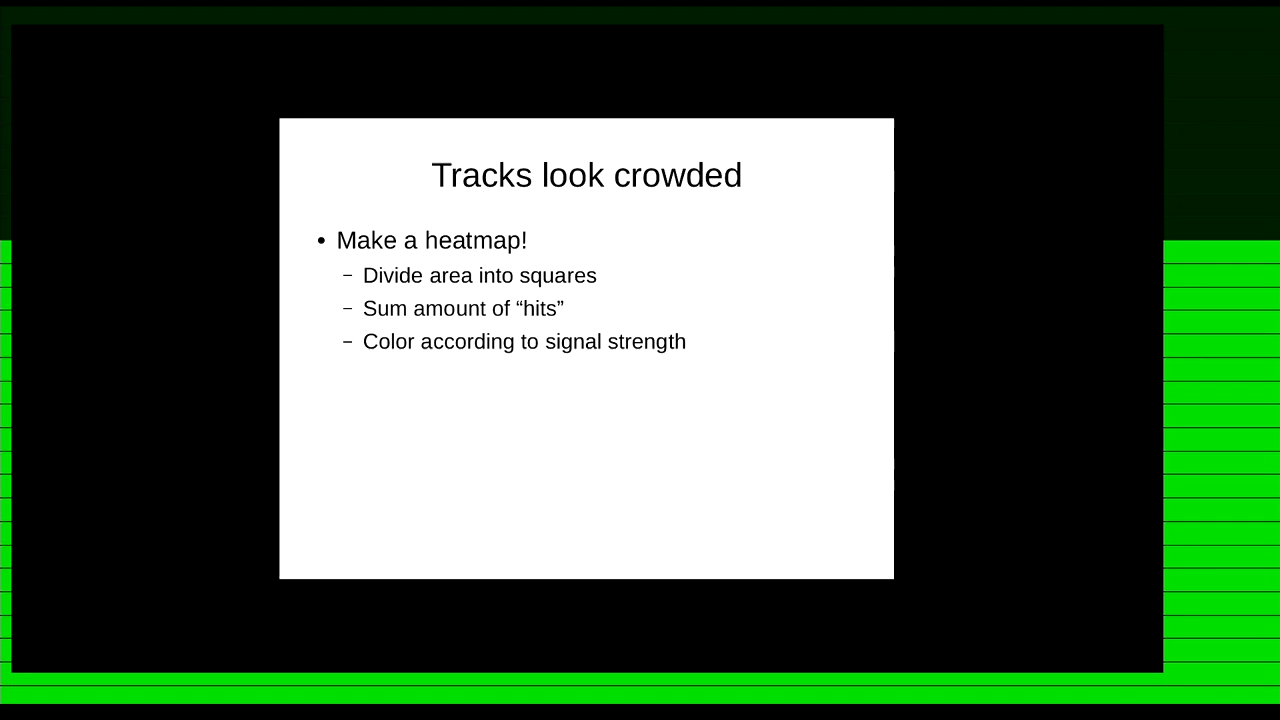 Tracks look crowded
• Make a heatmap!
– Divide area into squares
– Sum amount of “hits”
– Color according to signal strength